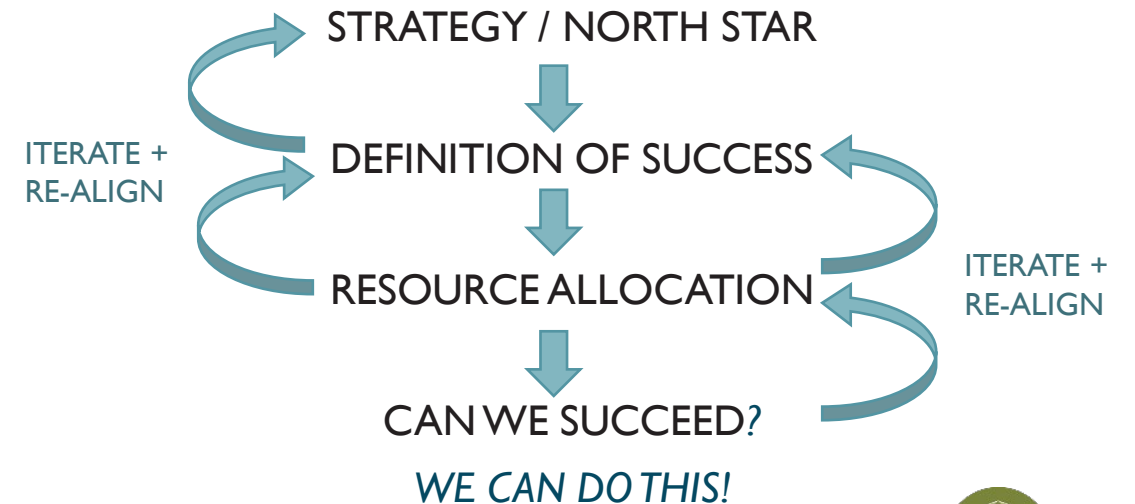 STRATEGY / NORTH STAR
ITERATE +
RE-ALIGN
DEFINITION OF SUCCESS
RESOURCE ALLOCATION
ITERATE +
RE-ALIGN
CAN WE SUCCEED?
WE CAN DO THIS!